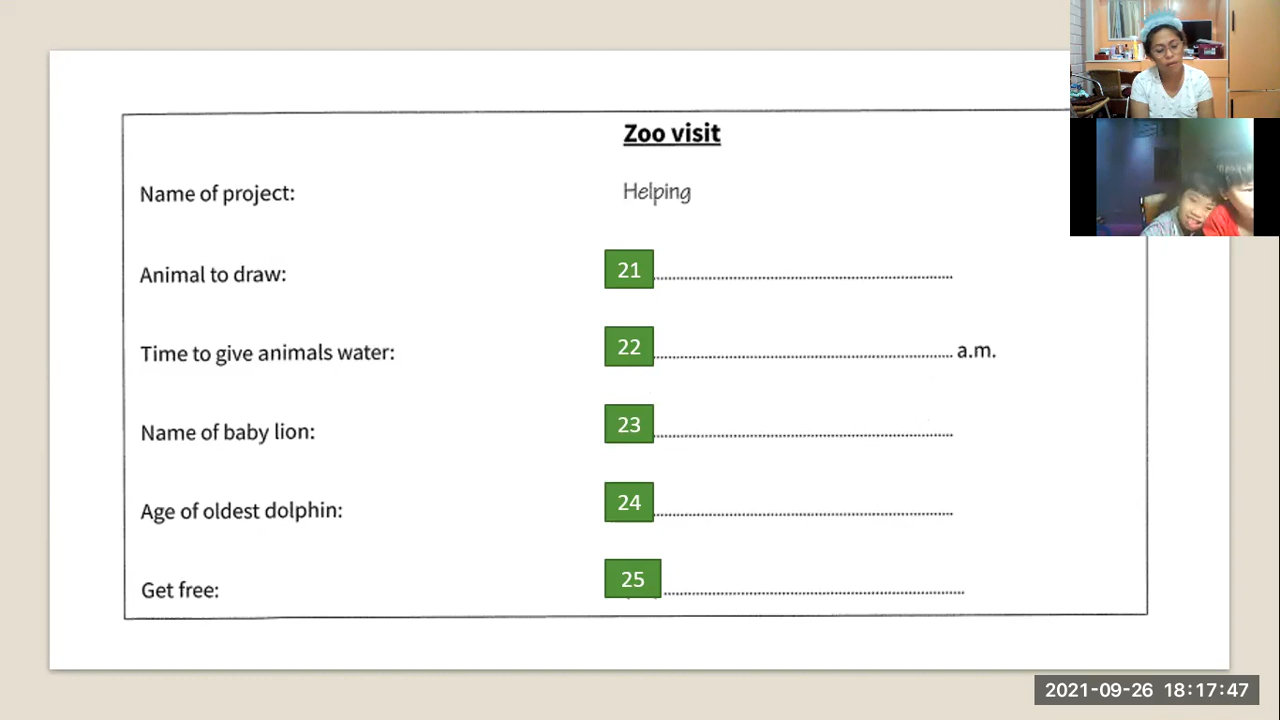 Zoo visit
Name of project: Helping
Animal to draw: 21 ........................................
Time to give animals water: 22 ........................................ a.m.
Name of baby lion: 23 ........................................
Age of oldest dolphin: 24 ........................................
Get free: 25 ........................................
2021-09-26 18:17:47